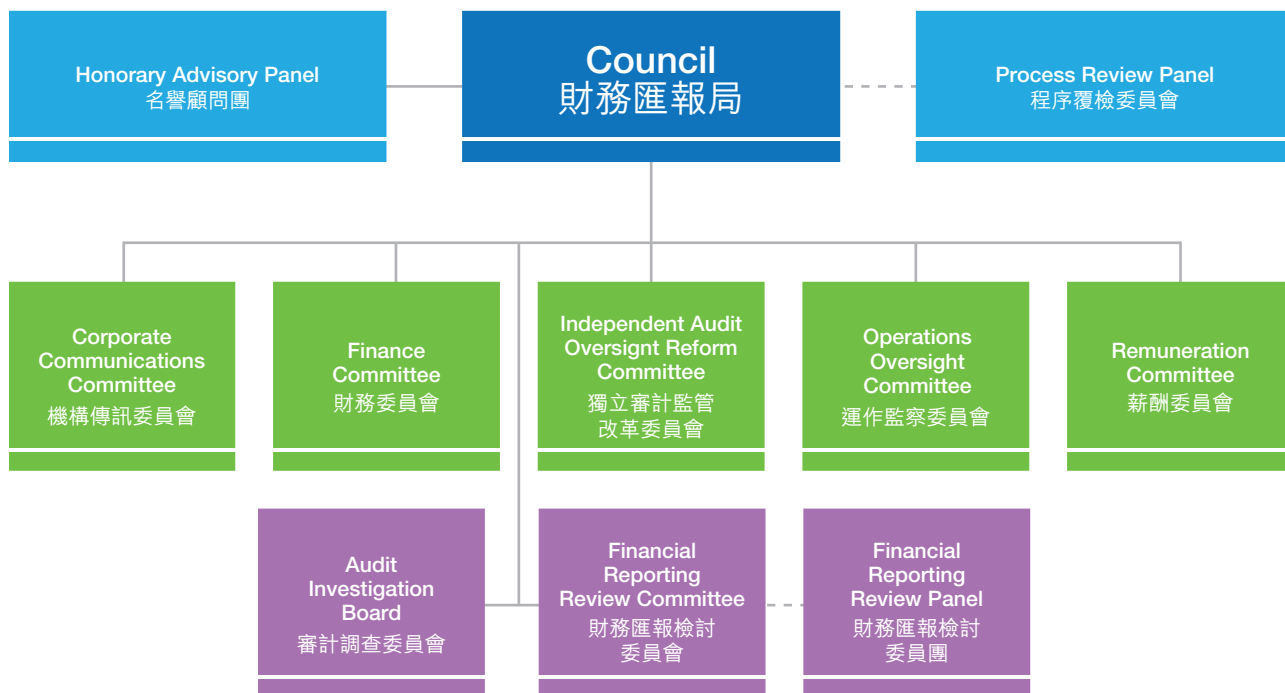 Honorary Advisory Panel
名譽顧問團
Council
財務匯報局
Process Review Panel
程序覆檢委員會
Corporate
Communications
Committee
機構傳訊委員會
Finance
Committee
財務委員會
Independent Audit
Oversignt Reform
Committee
獨立審計監管
改革委員會
Operations
Oversight
Committee
運作監察委員會
Remuneration
Committee
薪酬委員會
Audit
Investigation
Board
審計調查委員會
Financial
Reporting
Review Committee
財務匯報檢討
委員會
Financial
Reporting
Review Panel
財務匯報檢討
委員團